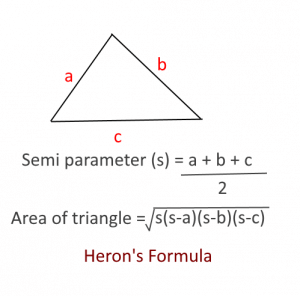 a
b
c
Semi parameter (s) = a + b + c
2
Area of triangle =√s(s-a)(s-b)(s-c)
Heron's Formula